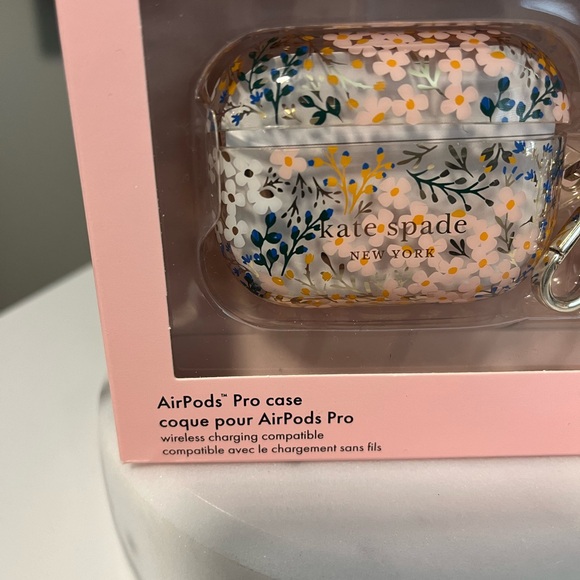 kate spade
NEW YORK
AirPods™ Pro case
coque pour AirPods Pro
wireless charging compatible
compatible avec le chargement sans fils